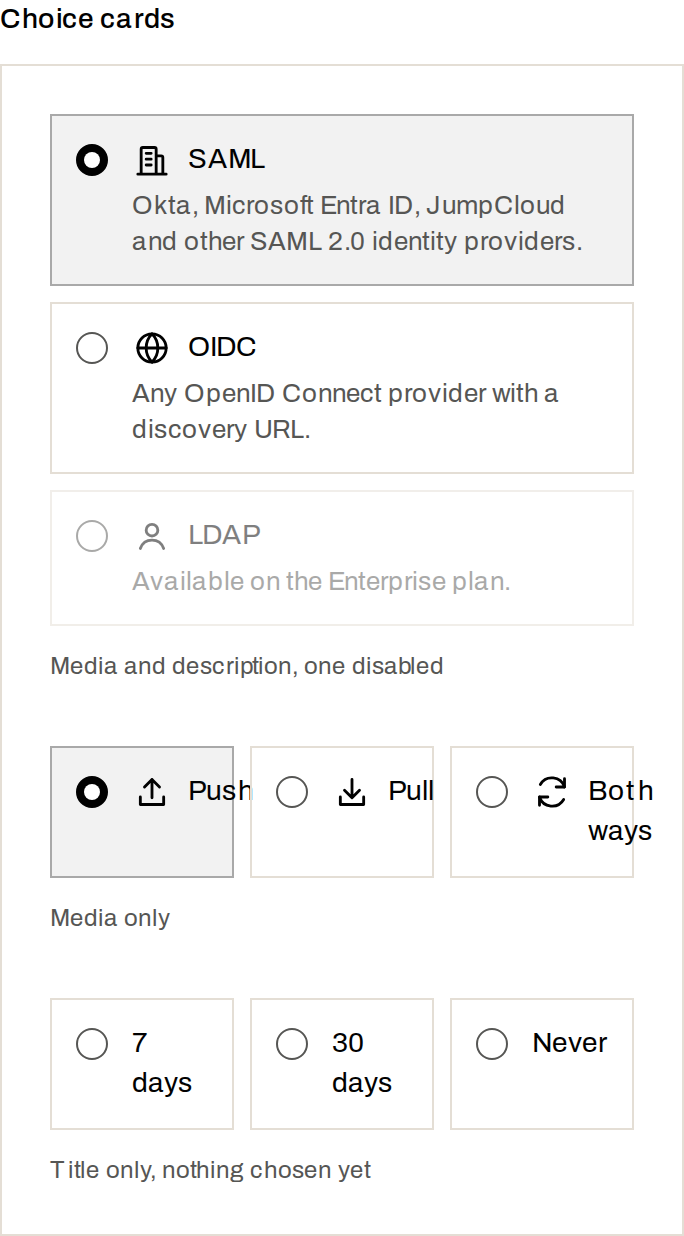 Choice cards
SAML
Okta, Microsoft Entra ID, JumpCloud
and other SAML 2.0 identity providers.
OIDC
Any OpenID Connect provider with a
discovery URL.
LDAP
Available on the Enterprise plan.
Media and description, one disabled
Push
Pull
Both
ways
Media only
7
days
30
days
Never
Title only, nothing chosen yet